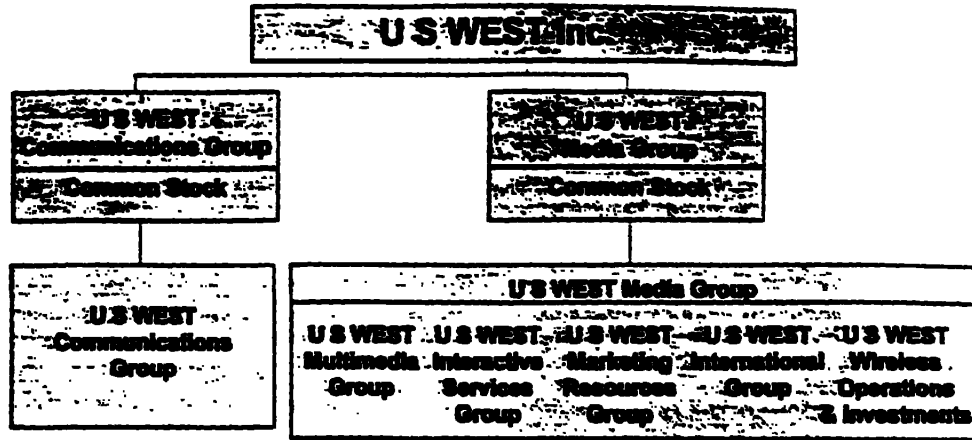 U S WEST Inc
U S WEST
Communications Group
Common Stock
U S WEST
Media Group
Common Stock
U S WEST
Communications
Group
U S WEST Media Group
U S WEST
Multimedia
Group
U S WEST
Interactive
Services
Group
U S WEST
Marketing
Resources
Group
U S WEST
International
Group
U S WEST
Wireless
Operations
& Investments